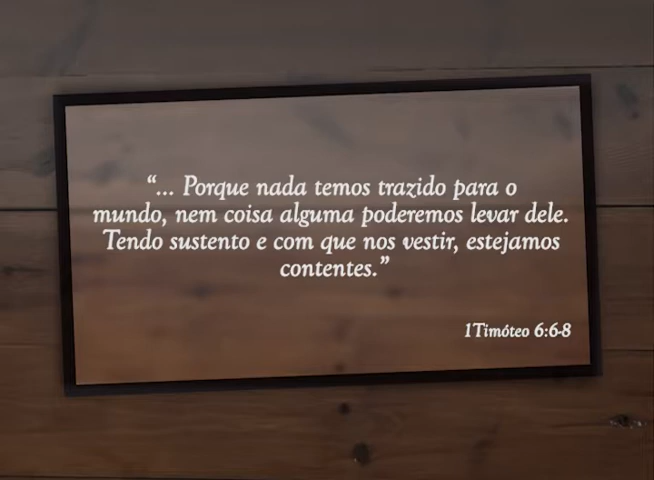 “... Porque nada temos trazido para o
mundo, nem coisa alguma poderemos levar dele.
Tendo sustento e com que nos vestir, estejamos
contentes.”
1Timóteo 6:6-8